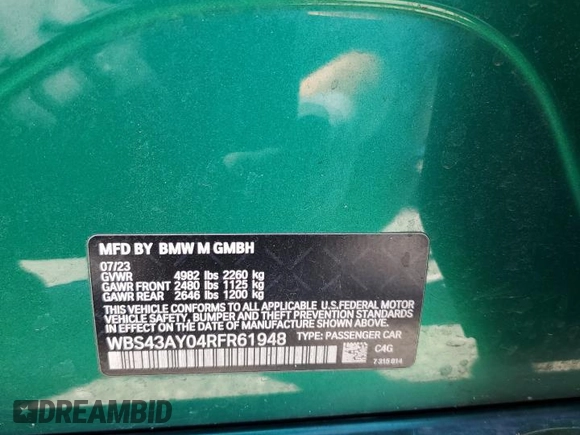 MFD BY BMW M GMBH
07/23
GVWR 4982 lbs 2260 kg
GAWR FRONT 2480 lbs 1125 kg
GAWR REAR 2646 lbs 1200 kg
THIS VEHICLE CONFORMS TO ALL APPLICABLE U.S.FEDERAL MOTOR
VEHICLE SAFETY, BUMPER AND THEFT PREVENTION STANDARDS
IN EFFECT ON THE DATE OF MANUFACTURE SHOWN ABOVE.
WBS43AY04RFR61948 TYPE: PASSENGER CAR
C4G
7 318 014
DREAMBID